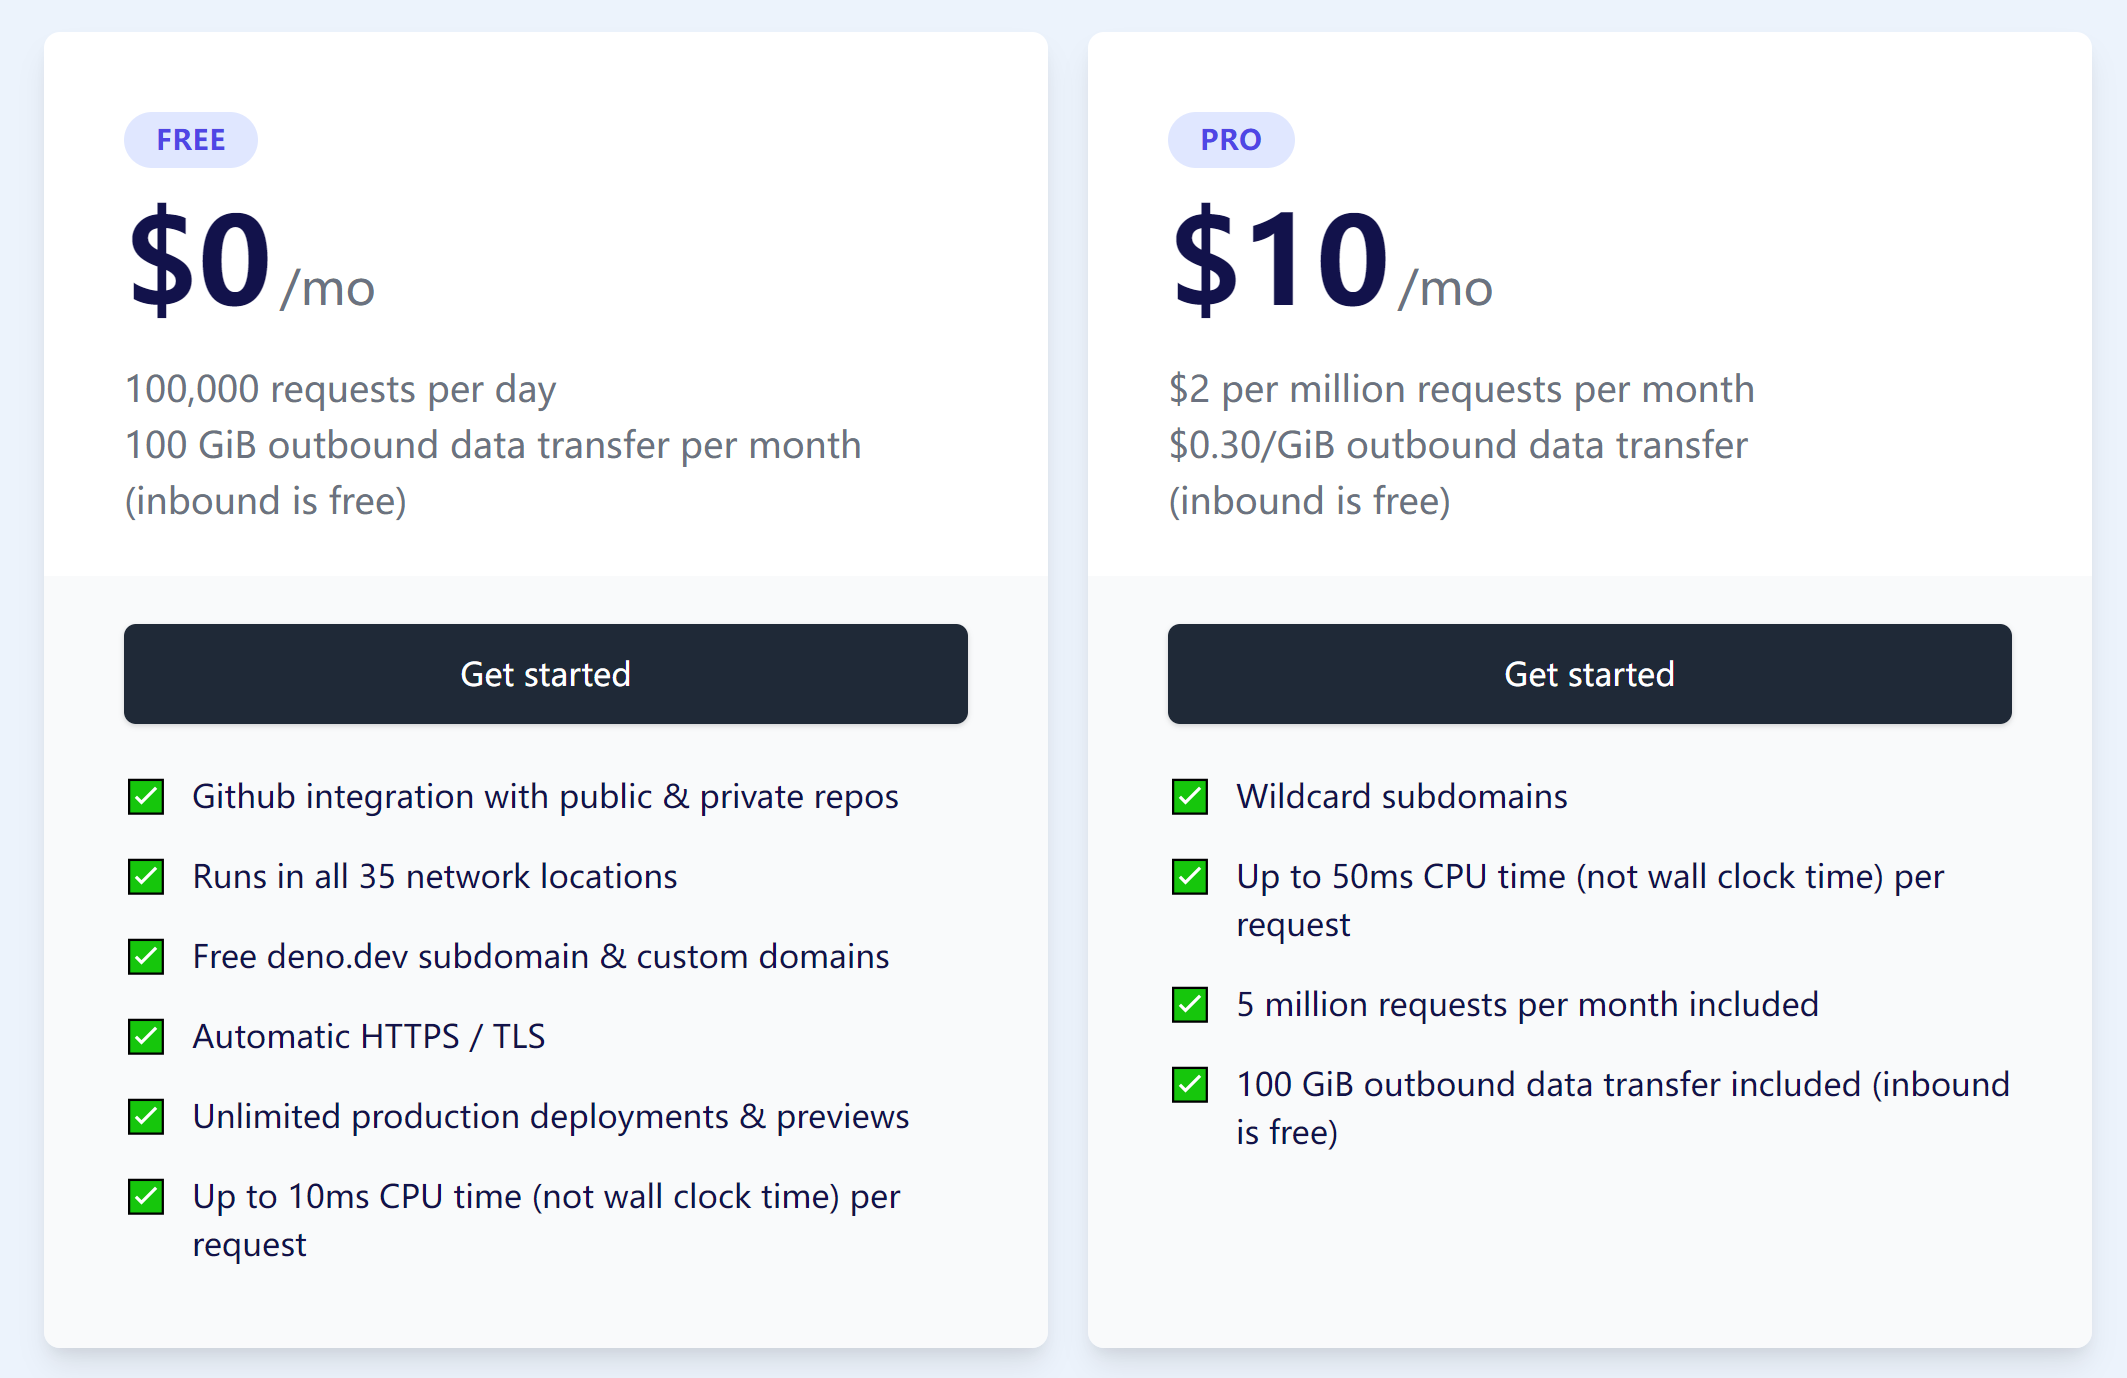 FREE
$0 /mo
100,000 requests per day
100 GiB outbound data transfer per month
(inbound is free)
Get started
Github integration with public & private repos
Runs in all 35 network locations
Free deno.dev subdomain & custom domains
Automatic HTTPS / TLS
Unlimited production deployments & previews
Up to 10ms CPU time (not wall clock time) per
request
PRO
$10 /mo
$2 per million requests per month
$0.30/GiB outbound data transfer
(inbound is free)
Get started
Wildcard subdomains
Up to 50ms CPU time (not wall clock time) per
request
5 million requests per month included
100 GiB outbound data transfer included (inbound
is free)